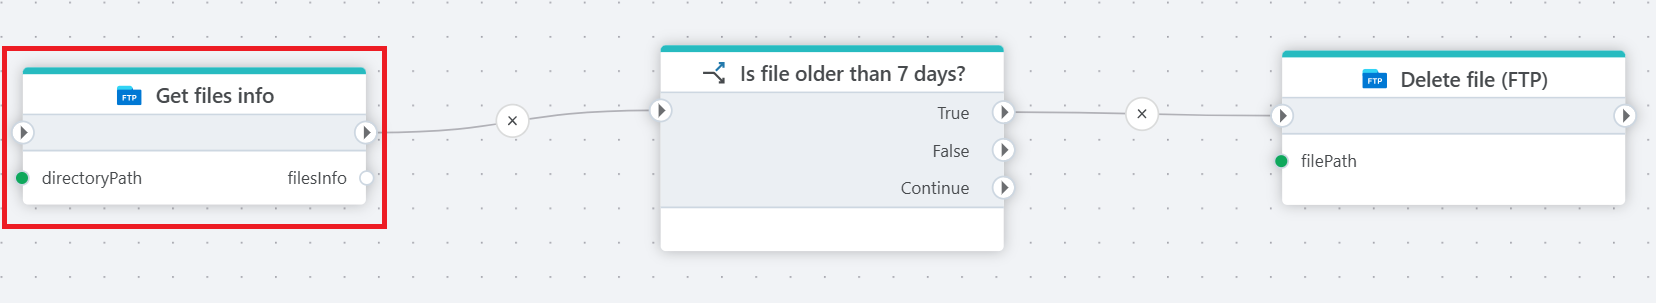 FTP Get files info
directoryPath
filesInfo
Is file older than 7 days?
True
False
Continue
FTP Delete file (FTP)
filePath